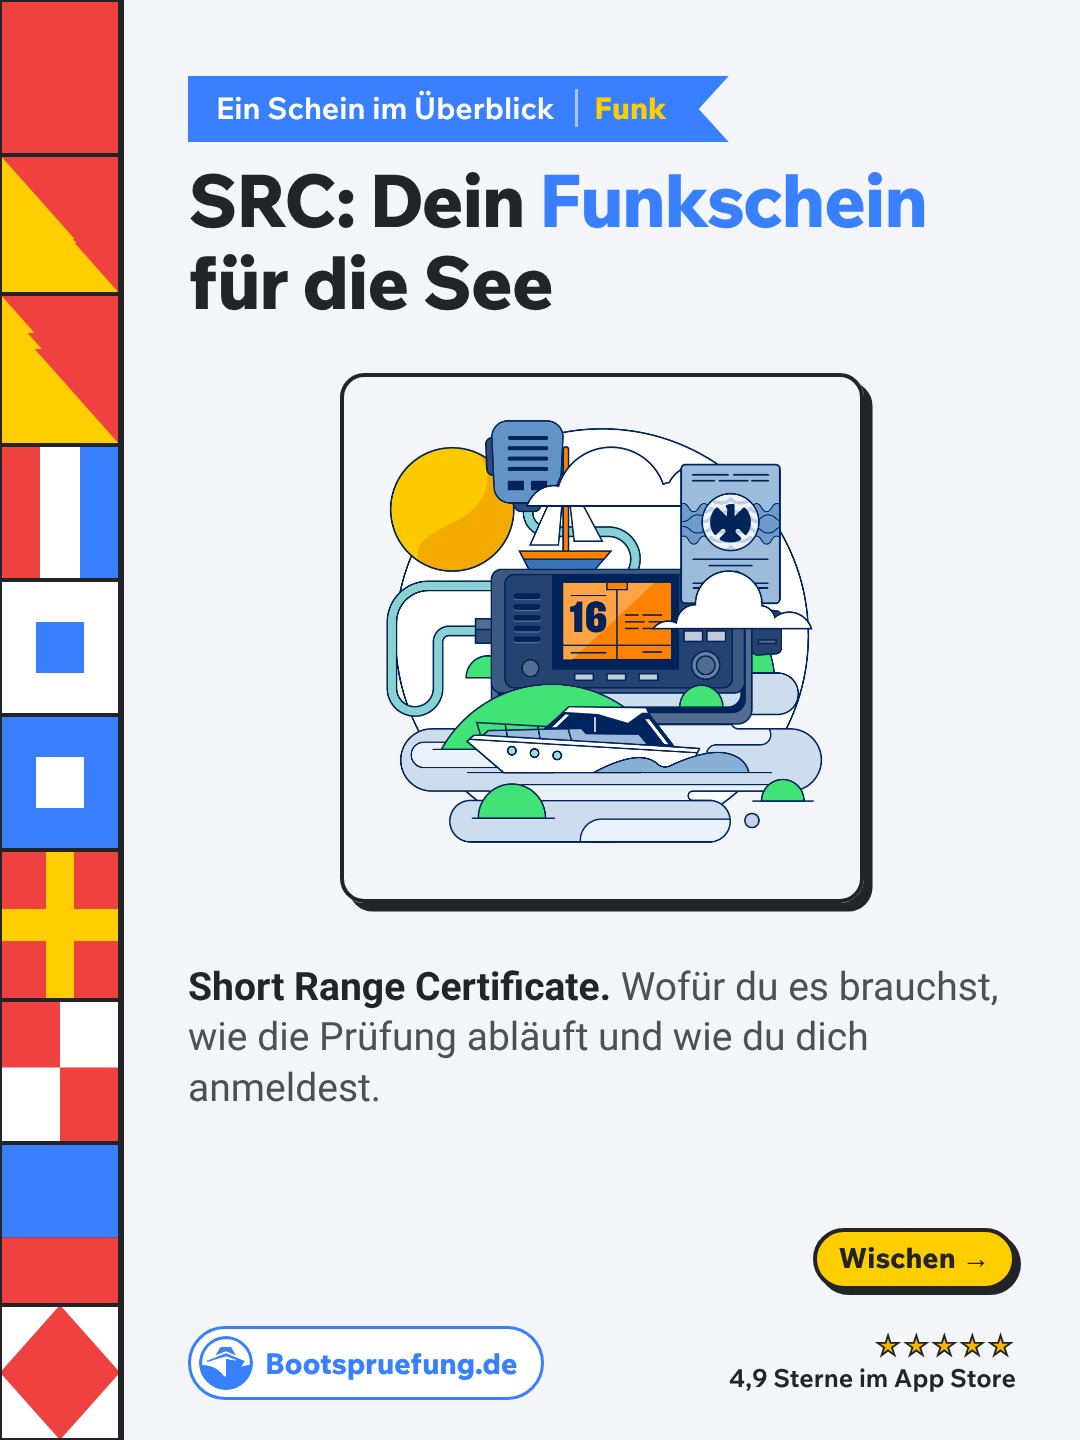 Ein Schein im Überblick | Funk
SRC: Dein Funkschein
für die See
16
Short Range Certificate. Wofür du es brauchst,
wie die Prüfung abläuft und wie du dich
anmeldest.
Wischen →
★★★★★
Bootspruefung.de
4,9 Sterne im App Store